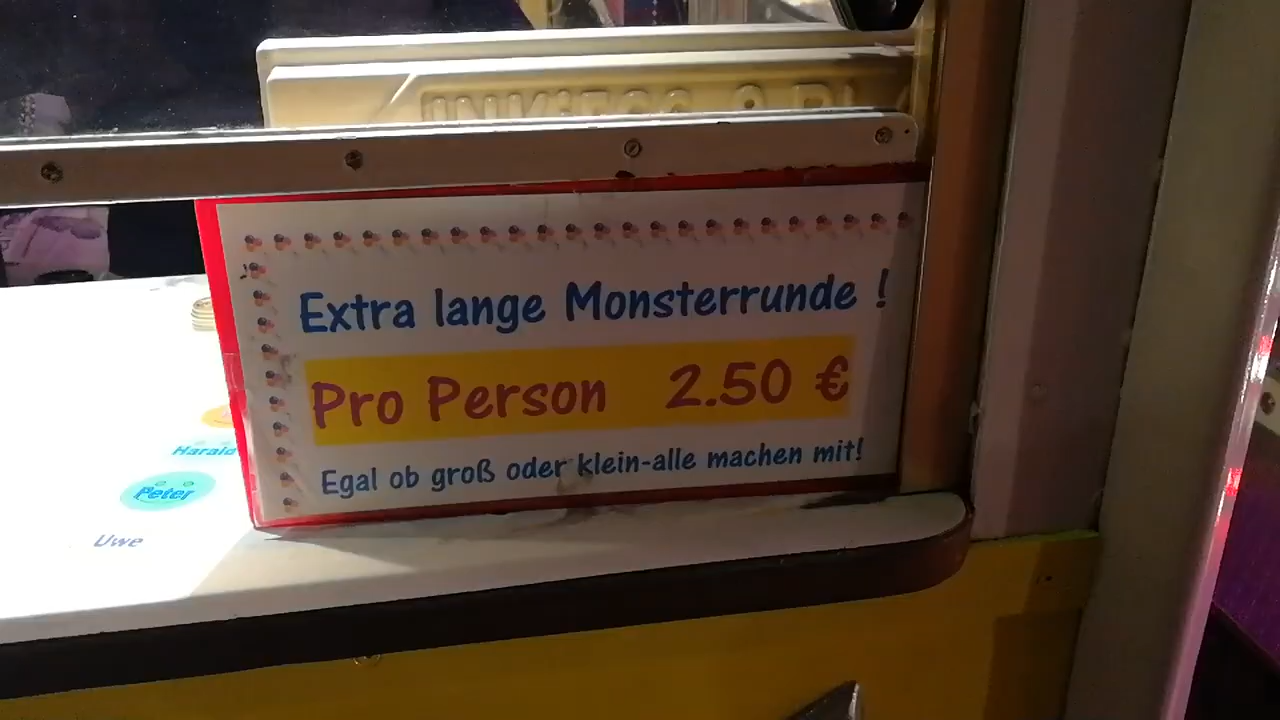 Extra lange Monsterrunde !
Pro Person 2.50 €
Egal ob groß oder klein-alle machen mit!
Harald
Peter
Uwe